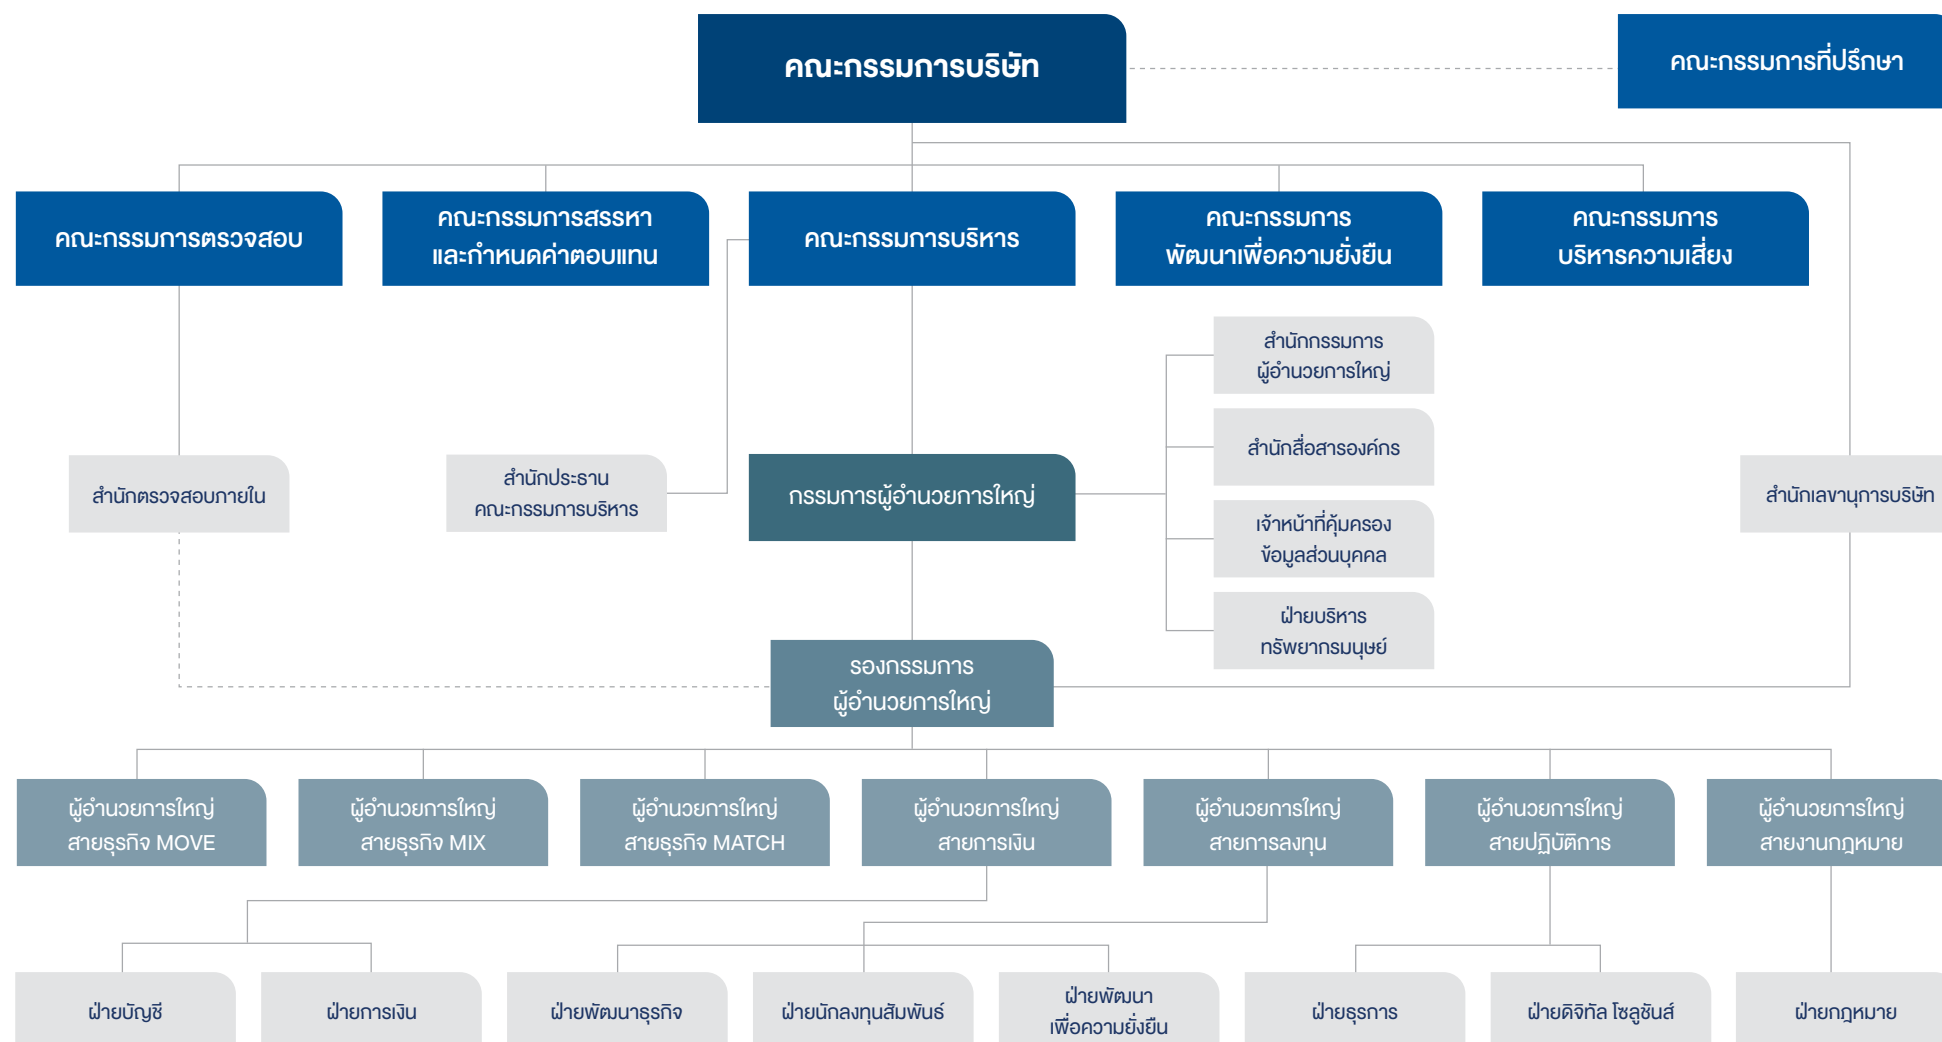 คณะกรรมการบริษัท
คณะกรรมการที่ปรึกษา
คณะกรรมการตรวจสอบ
คณะกรรมการสรรหา
และกำหนดค่าตอบแทน
คณะกรรมการบริหาร
คณะกรรมการ
พัฒนาเพื่อความยั่งยืน
คณะกรรมการ
บริหารความเสี่ยง
สำนักกรรมการ
ผู้อำนวยการใหญ่
สำนักสื่อสารองค์กร
เจ้าหน้าที่คุ้มครอง
ข้อมูลส่วนบุคคล
ฝ่ายบริหาร
ทรัพยากรมนุษย์
สำนักตรวจสอบภายใน
สำนักประธาน
คณะกรรมการบริหาร
กรรมการผู้อำนวยการใหญ่
สำนักเลขานุการบริษัท
รองกรรมการ
ผู้อำนวยการใหญ่
ผู้อำนวยการใหญ่
สายธุรกิจ MOVE
ผู้อำนวยการใหญ่
สายธุรกิจ MIX
ผู้อำนวยการใหญ่
สายธุรกิจ MATCH
ผู้อำนวยการใหญ่
สายการเงิน
ผู้อำนวยการใหญ่
สายการลงทุน
ผู้อำนวยการใหญ่
สายปฏิบัติการ
ผู้อำนวยการใหญ่
สายงานกฎหมาย
ฝ่ายบัญชี
ฝ่ายการเงิน
ฝ่ายพัฒนาธุรกิจ
ฝ่ายนักลงทุนสัมพันธ์
ฝ่ายพัฒนา
เพื่อความยั่งยืน
ฝ่ายธุรการ
ฝ่ายดิจิทัล โซลูชันส์
ฝ่ายกฎหมาย